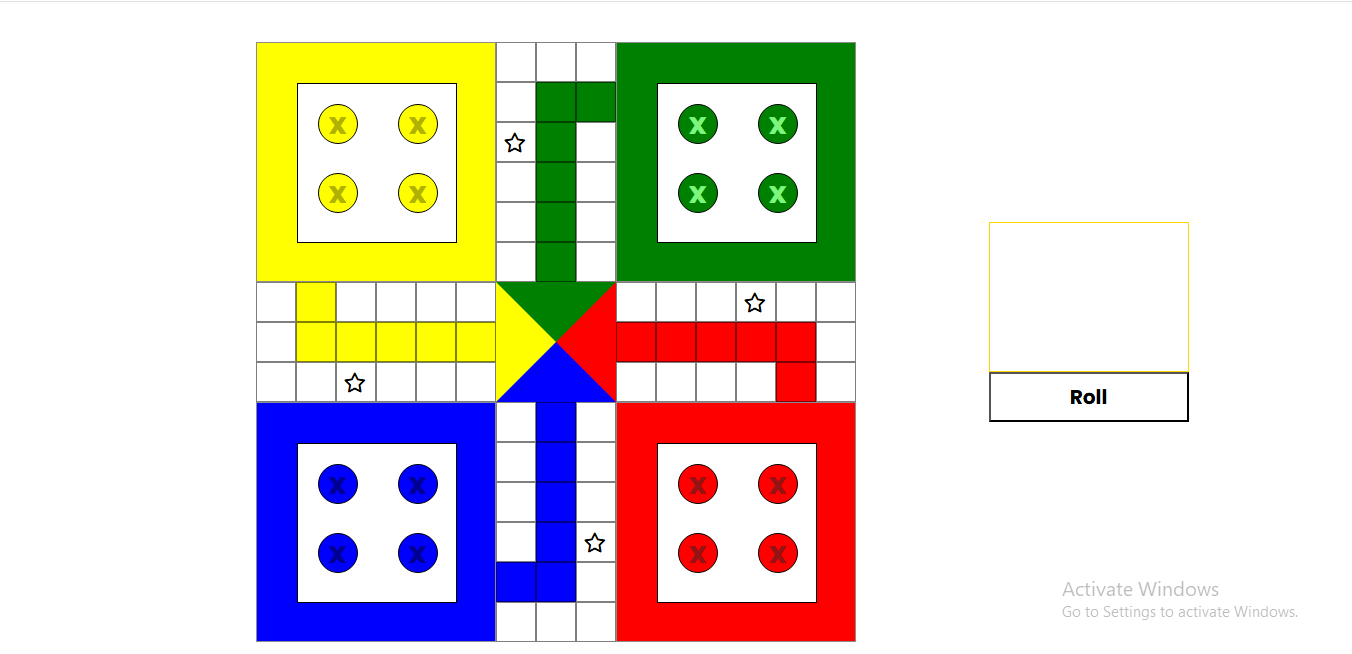 X X X X
X X X X
Roll
X X X X
X X X X
Activate Windows
Go to Settings to activate Windows.